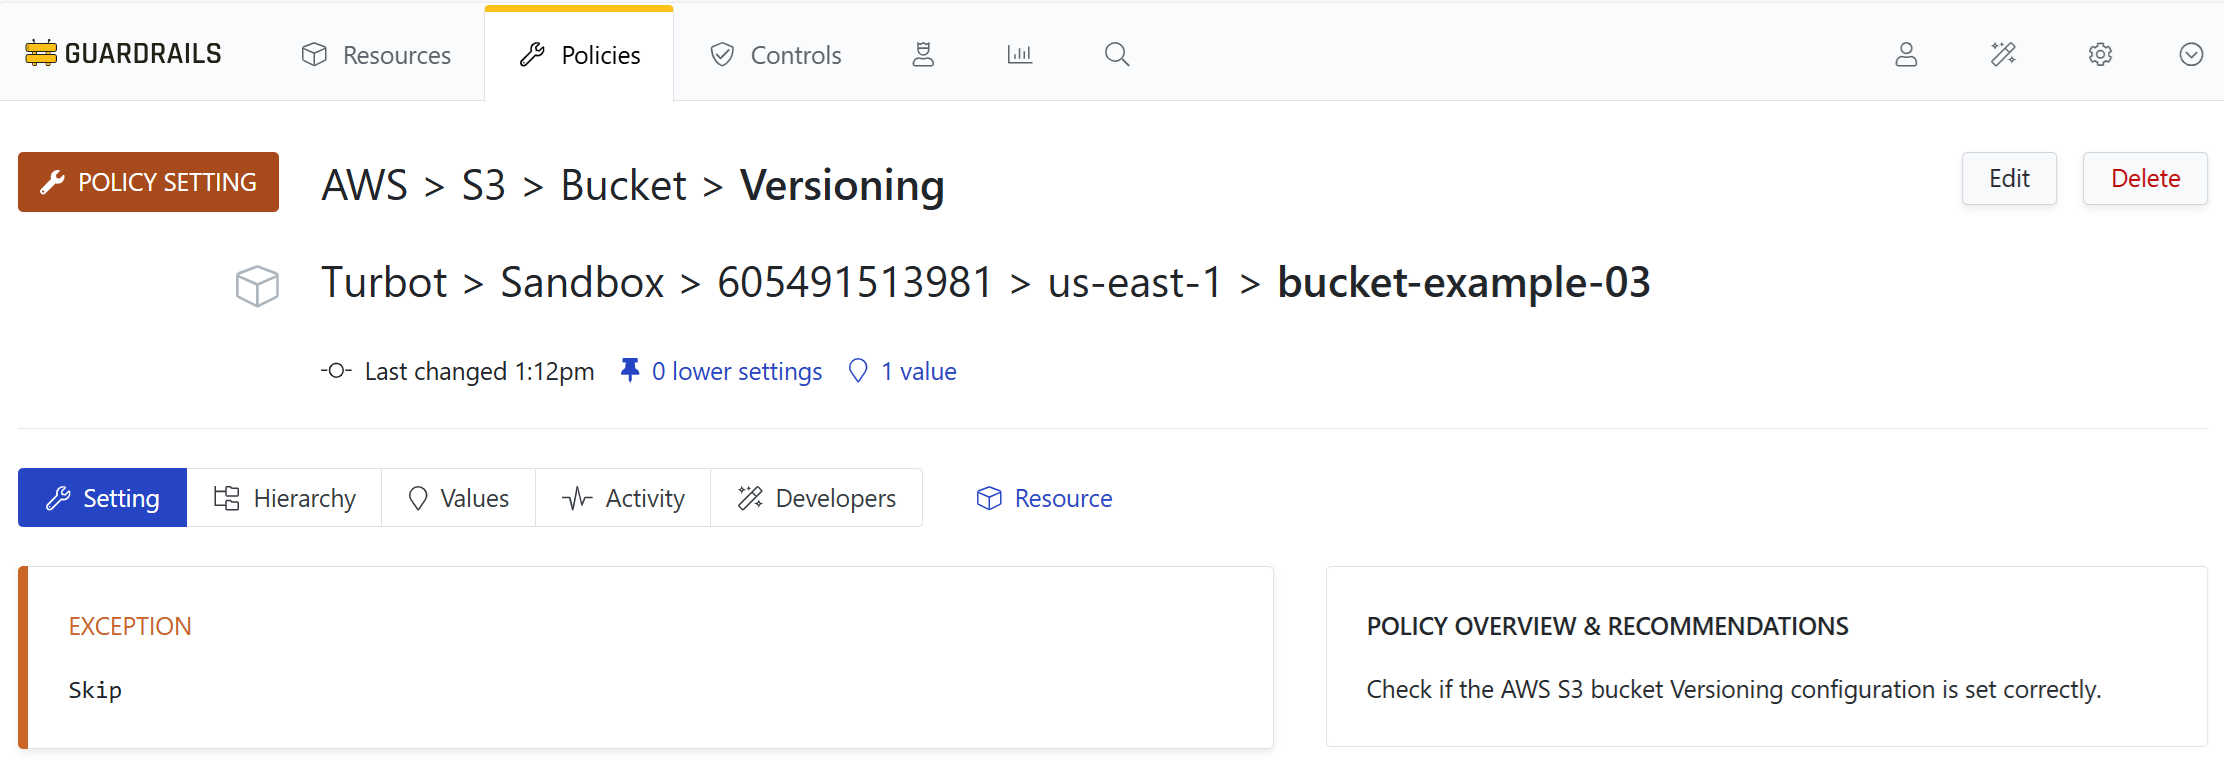 GUARDRAILS Resources Policies Controls
POLICY SETTING AWS > S3 > Bucket > Versioning Edit Delete
Turbot > Sandbox > 605491513981 > us-east-1 > bucket-example-03
Last changed 1:12pm 0 lower settings 1 value
Setting Hierarchy Values Activity Developers Resource
EXCEPTION
Skip
POLICY OVERVIEW & RECOMMENDATIONS
Check if the AWS S3 bucket Versioning configuration is set correctly.